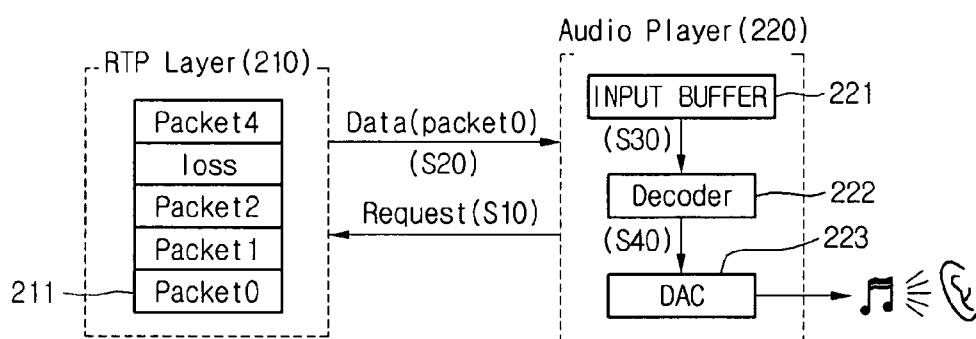 RTP Layer(210)
Packet4
loss
Packet2
Packet1
Packet0
211
Data(packet0)
(S20)
Request(S10)
Audio Player(220)
INPUT BUFFER
221
(S30)
Decoder
222
(S40)
223
DAC